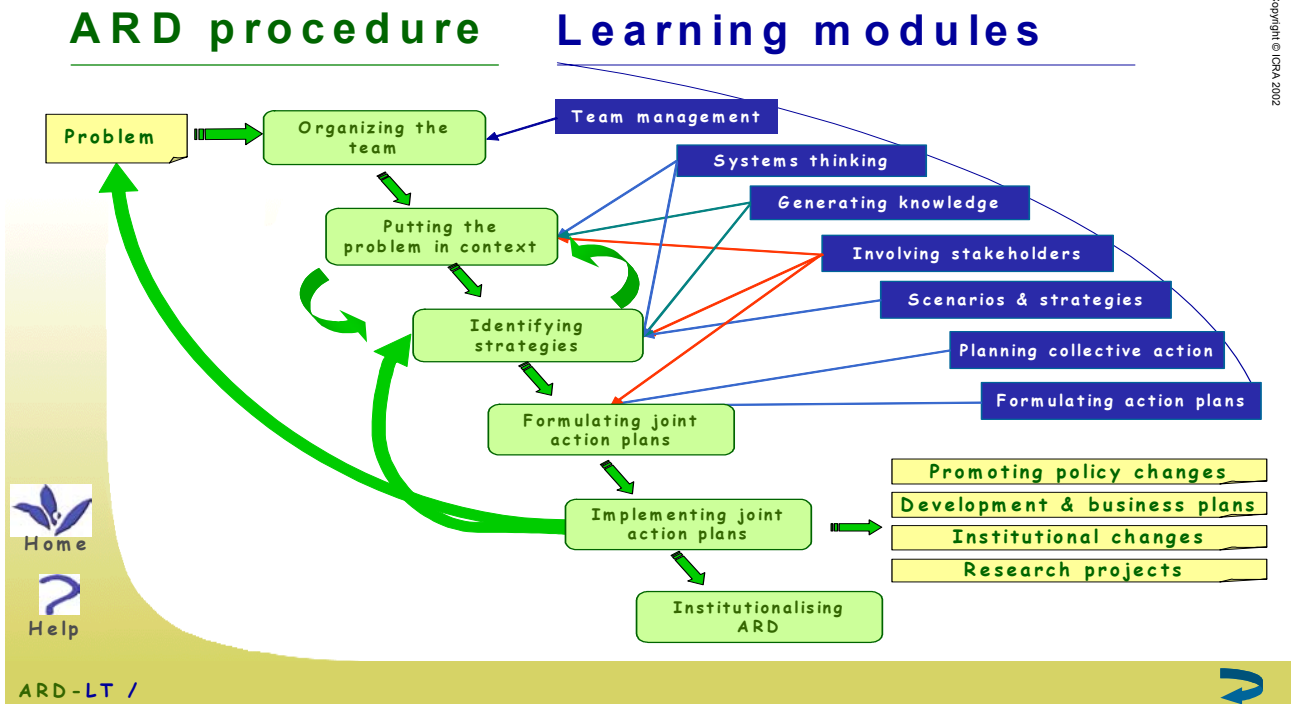 ARD procedure
Learning modules
opyright © ICRA 2002
Problem
Organizing the
team
Team management
Systems thinking
Generating knowledge
Putting the
problem in context
Involving stakeholders
Scenarios & strategies
Identifying
strategies
Planning collective action
Formulating action plans
Formulating joint
action plans
Promoting policy changes
Development & business plans
Institutional changes
Research projects
Implementing joint
action plans
Home
Institutionalising
ARD
Help
ARD-LT /